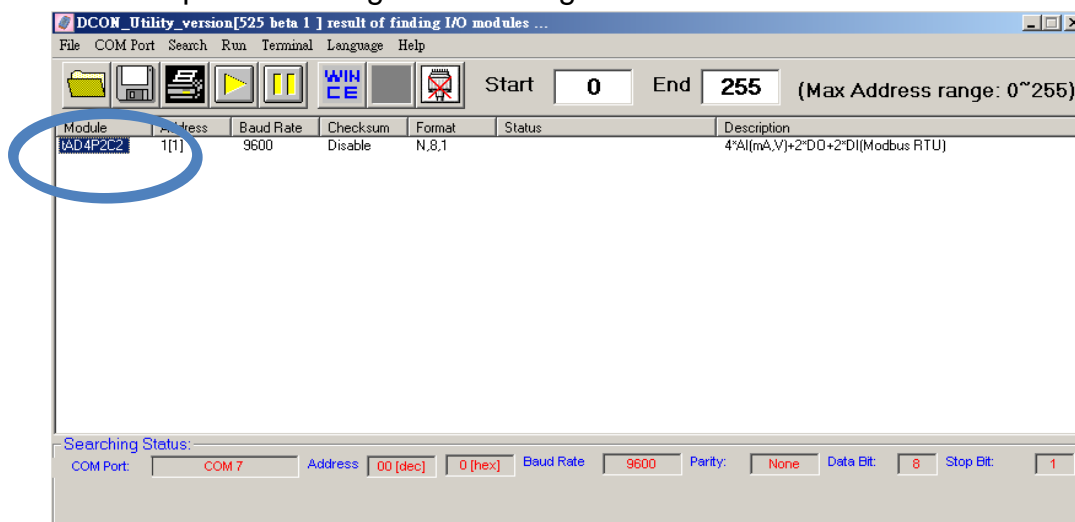 DCON_Utility_version[525 beta 1 ] result of finding I/O modules ...
File COM Port Search Run Terminal Language Help
WIN CE Start 0 End 255 (Max Address range: 0~255)
Module Address Baud Rate Checksum Format Status Description
tAD4P2C2 1[1] 9600 Disable N,8,1 4*AI(mA,V)+2*DO+2*DI(Modbus RTU)
Searching Status:
COM Port: COM 7 Address 00 [dec] 0 [hex] Baud Rate 9600 Parity: None Data Bit: 8 Stop Bit: 1